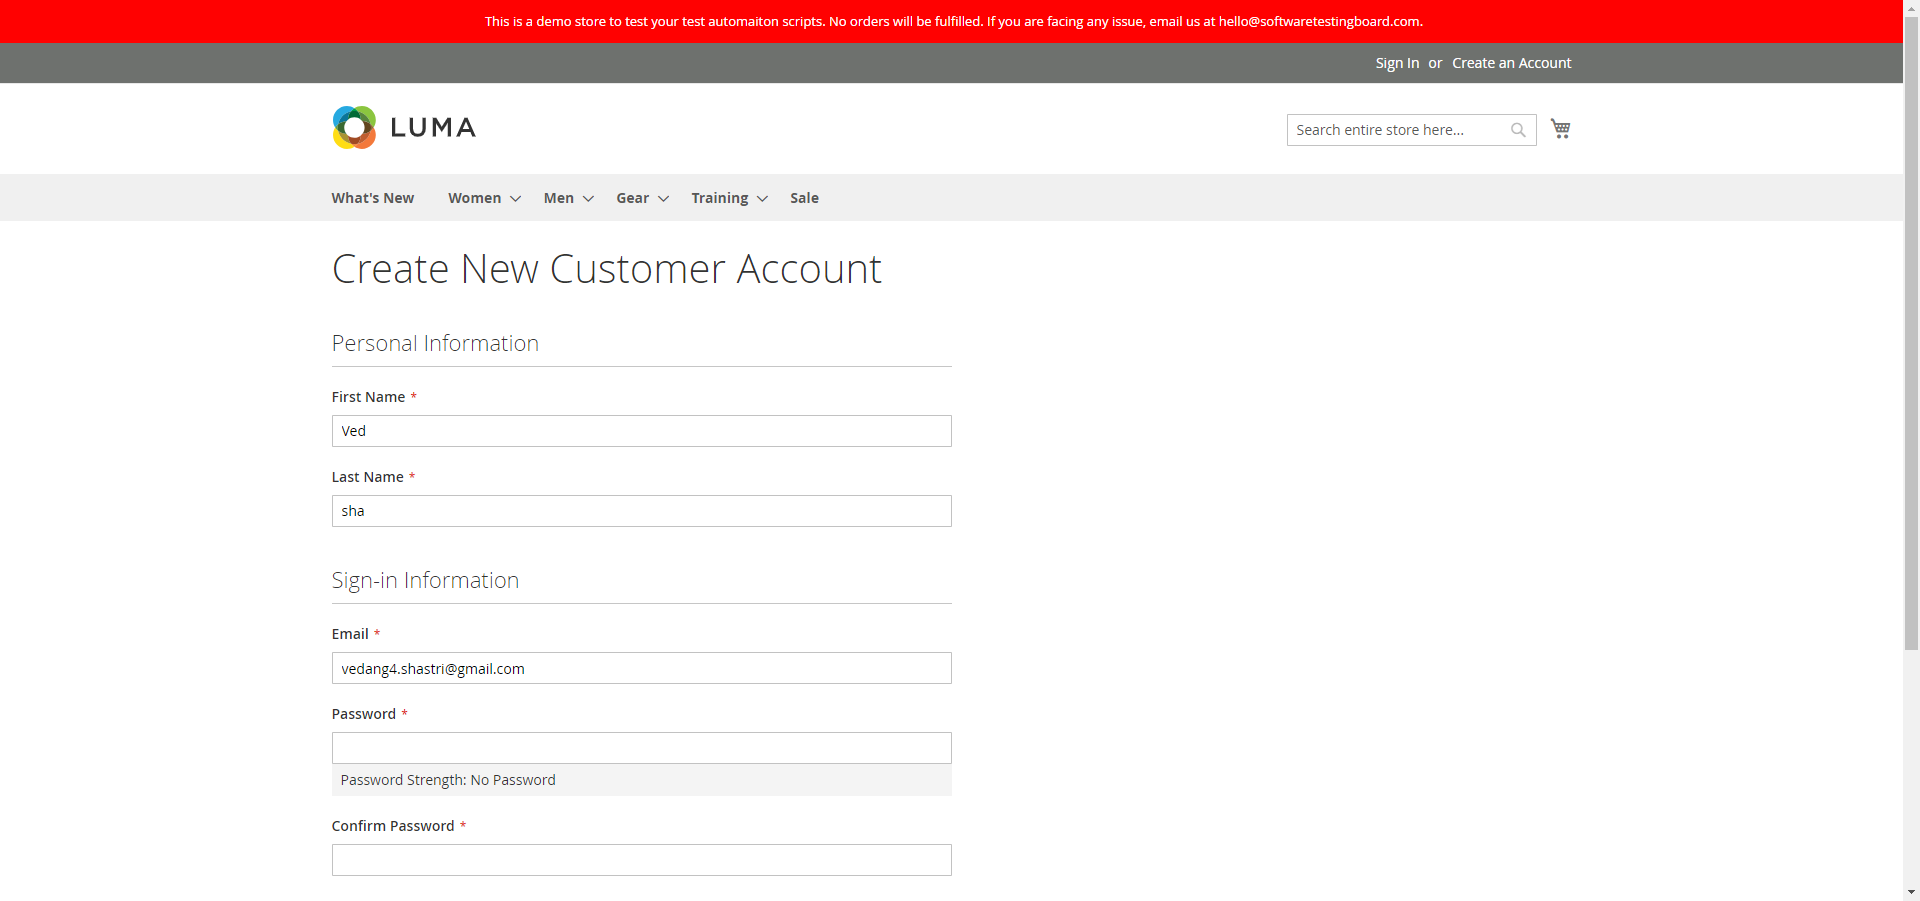 This is a demo store to test your test automaiton scripts. No orders will be fulfilled. If you are facing any issue, email us at hello@softwaretestingboard.com.
Sign In or Create an Account
LUMA
Search entire store here...
What's New Women Men Gear Training Sale
Create New Customer Account
Personal Information
First Name *
Ved
Last Name *
sha
Sign-in Information
Email *
vedang4.shastri@gmail.com
Password *
Password Strength: No Password
Confirm Password *